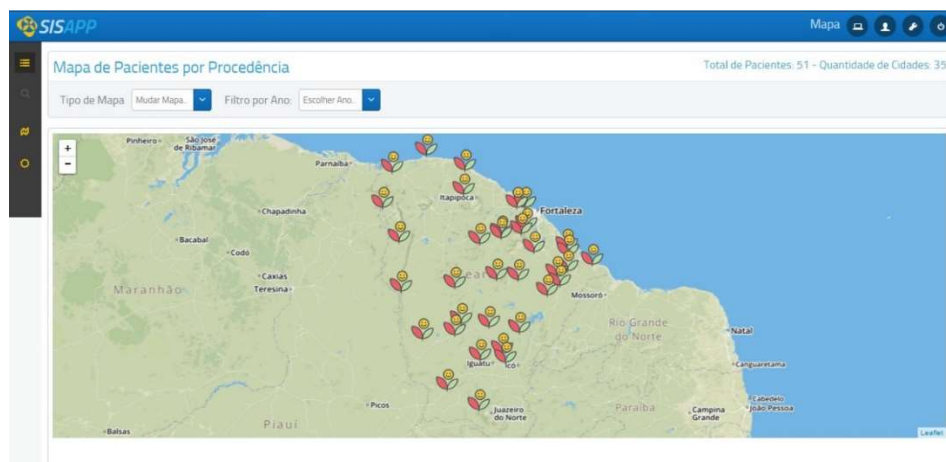 SISAPP
Mapa
Mapa de Pacientes por Procedência
Total de Pacientes: 51 - Quantidade de Cidades: 35
Tipo de Mapa
Mudar Mapa..
Filtro por Ano:
Escolher Ano..
+
−
Pinheiro
São José
de Ribamar
Parnaíba
Itapipoca
Chapadinha
Fortaleza
Bacabal
Codó
Caxias
Teresina
Maranhão
Mossoró
Rio Grande
do Norte
Natal
Iguatu
Icó
Canguaretama
Picos
Juazeiro
do Norte
Paraíba
Campina
Grande
Cabedelo
João Pessoa
Piauí
Balsas
Leaflet